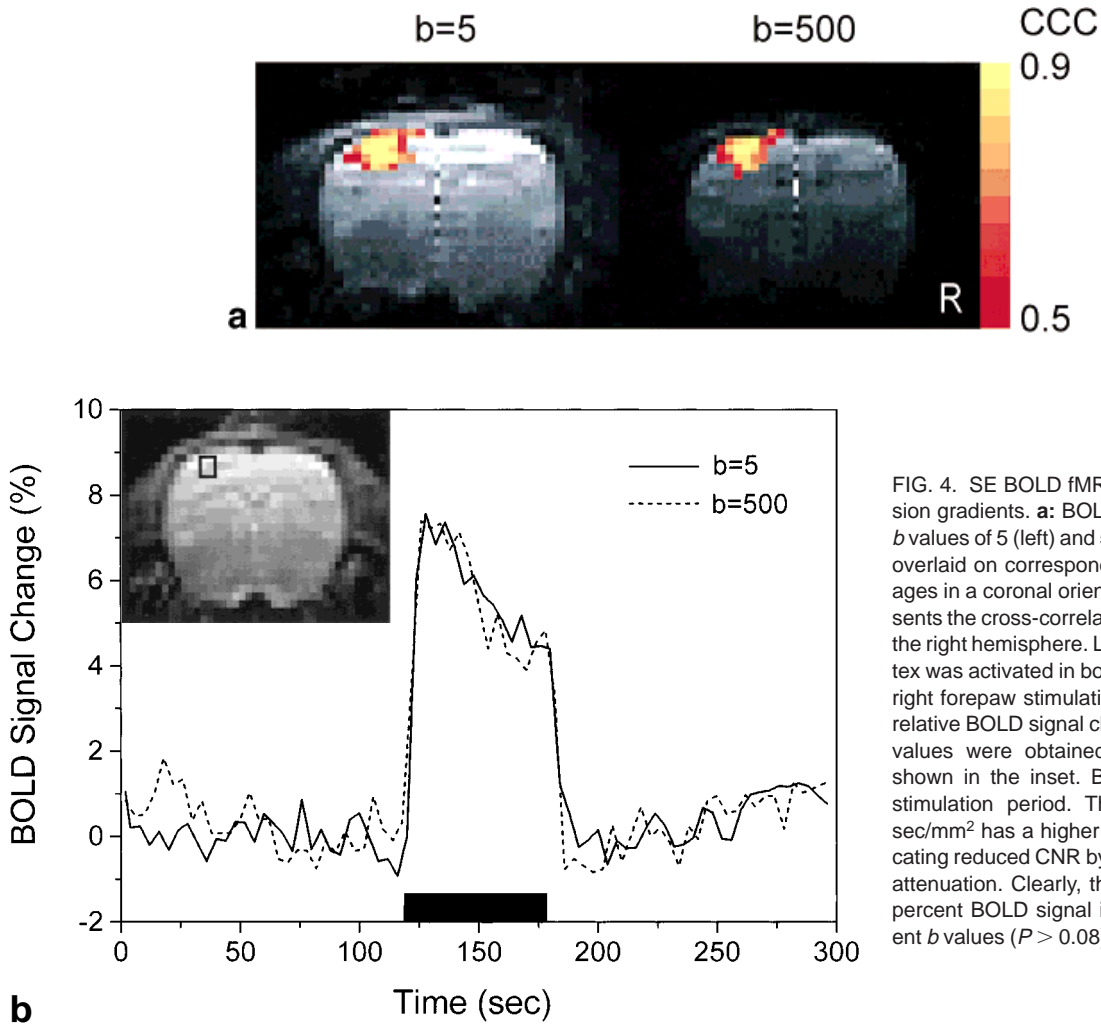 b=5 b=500 CCC
0.9
R
a 0.5
10
8
6
4
2
0
-2
BOLD Signal Change (%)
b=5
b=500
0 50 100 150 200 250 300
Time (sec)
b
FIG. 4. SE BOLD fMR
sion gradients. a: BOL
b values of 5 (left) and
overlaid on correspond
ages in a coronal orien
sents the cross-correla
the right hemisphere. L
tex was activated in bo
right forepaw stimulati
relative BOLD signal c
values were obtained
shown in the inset. B
stimulation period. Th
sec/mm² has a higher
cating reduced CNR by
attenuation. Clearly, th
percent BOLD signal i
ent b values (P > 0.08